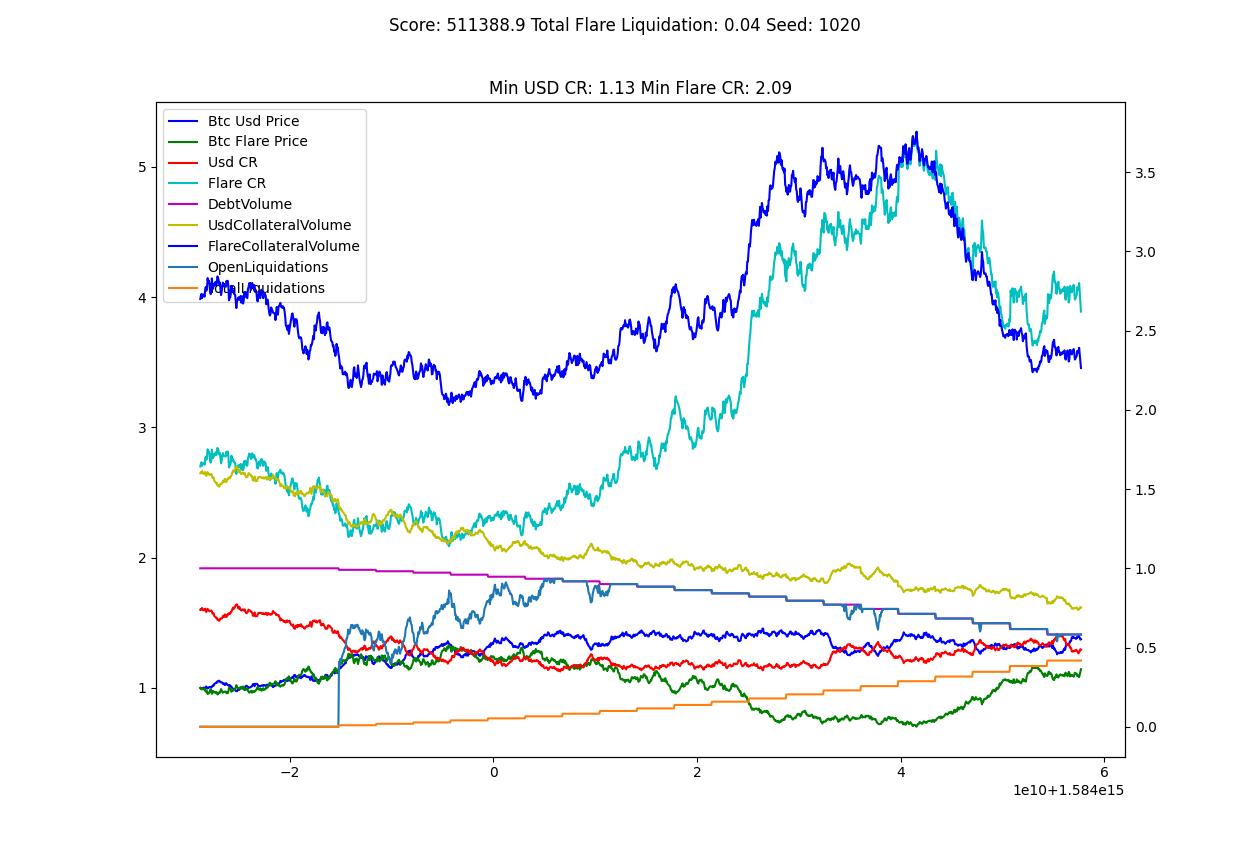 Score: 511388.9 Total Flare Liquidation: 0.04 Seed: 1020
Min USD CR: 1.13 Min Flare CR: 2.09
Btc Usd Price
Btc Flare Price
Usd CR
Flare CR
DebtVolume
UsdCollateralVolume
FlareCollateralVolume
OpenLiquidations
TotalLiquidations
5
4
3
2
1
3.5
3.0
2.5
2.0
1.5
1.0
0.5
0.0
−2
0
2
4
6
1e10+1.584e15